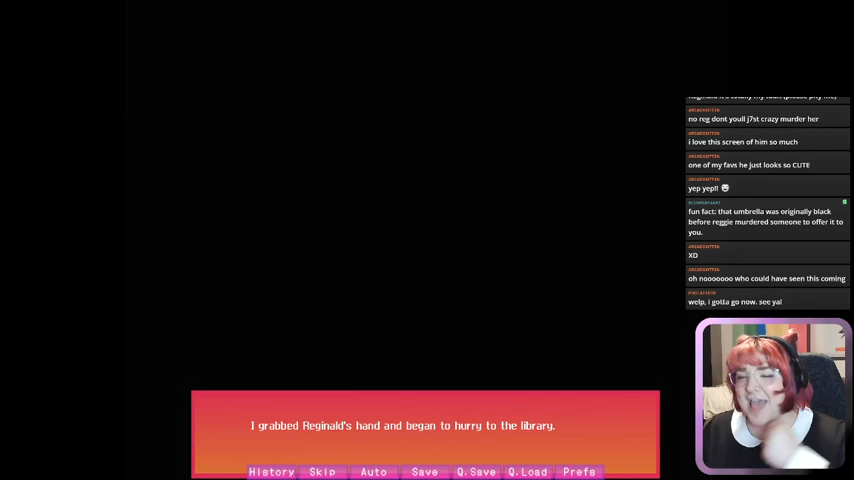 no reg dont youll j7st crazy murder her
i love this screen of him so much
one of my favs he just looks so CUTE
yep yep!!
fun fact: that umbrella was originally black
before reggie murdered someone to offer it to
you.
XD
oh nooooooo who could have seen this coming
welp, i gotta go now. see ya!
I grabbed Reginald's hand and began to hurry to the library.
History Skip Auto Save Q.Save Q.Load Prefs